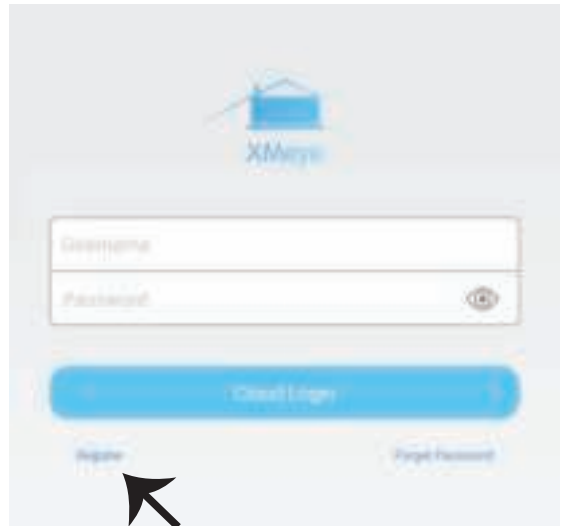 XMeye
Username
Password
Cloud Login
Register
Forget Password